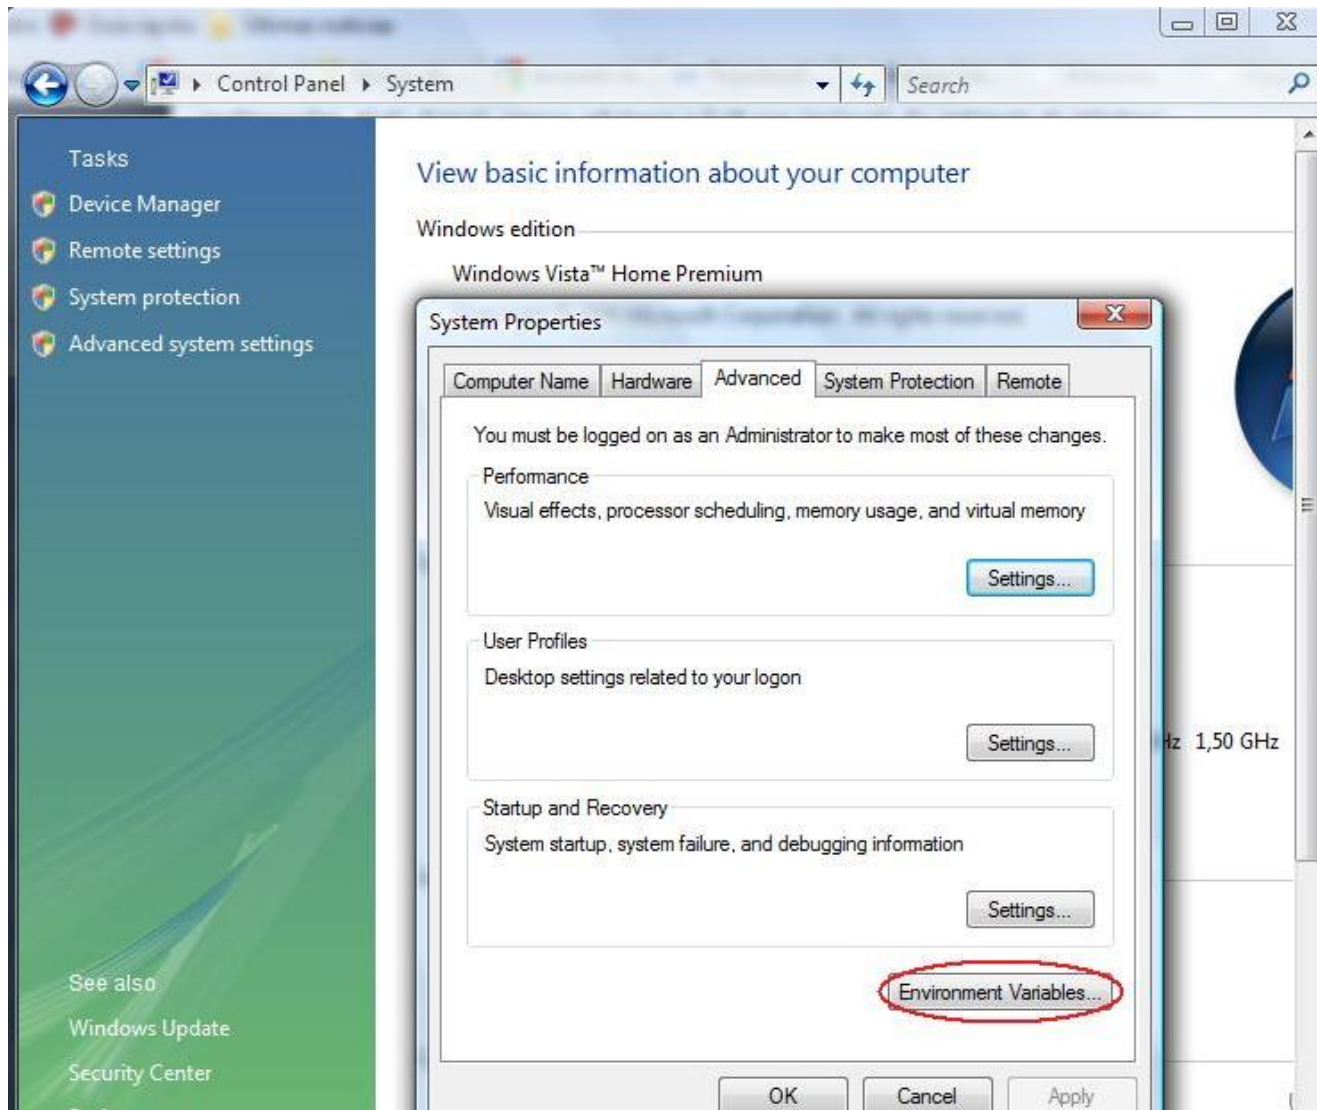 Control Panel System
Search
Tasks
Device Manager
Remote settings
System protection
Advanced system settings
View basic information about your computer
Windows edition
Windows Vista™ Home Premium
System Properties
Computer Name Hardware Advanced System Protection Remote
You must be logged on as an Administrator to make most of these changes.
Performance
Visual effects, processor scheduling, memory usage, and virtual memory
Settings...
User Profiles
Desktop settings related to your logon
Settings...
Hz 1,50 GHz
Startup and Recovery
System startup, system failure, and debugging information
Settings...
Environment Variables...
See also
Windows Update
Security Center
OK Cancel Apply